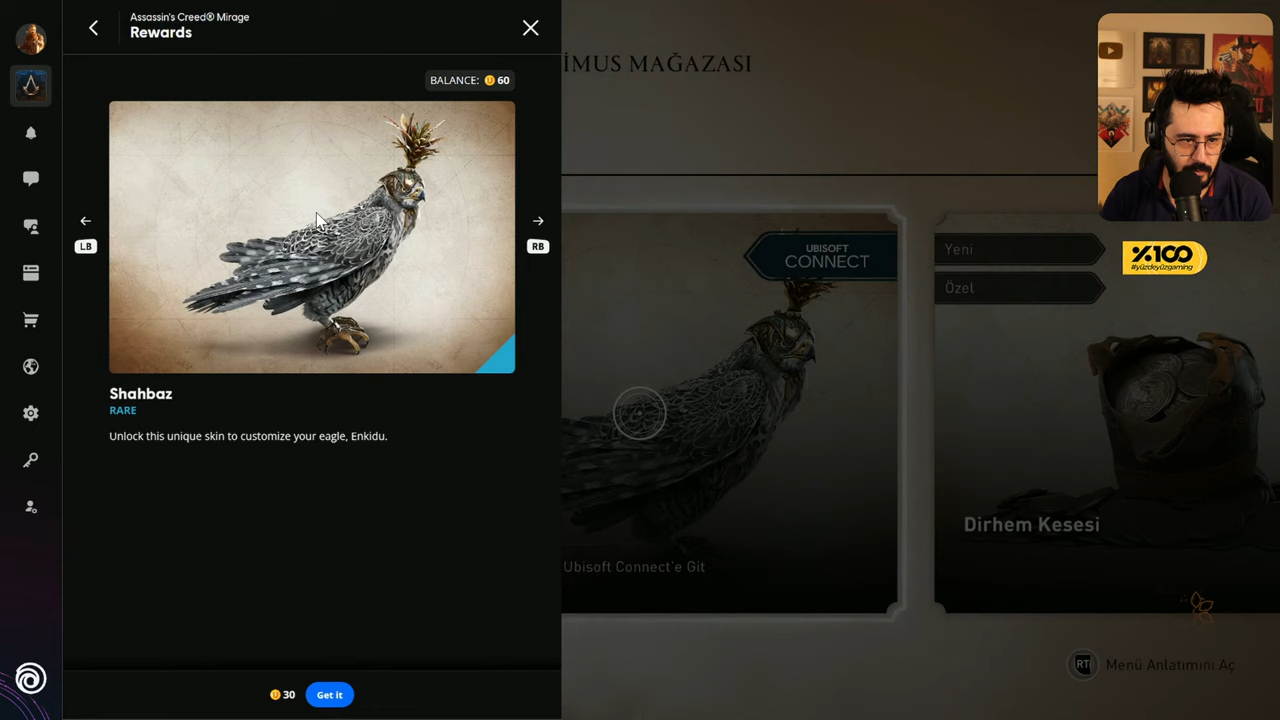 Assassin's Creed® Mirage
Rewards
BALANCE: 60
LB
RB
Shahbaz
RARE
Unlock this unique skin to customize your eagle, Enkidu.
30
Get it
İMUS MAĞAZASI
UBISOFT
CONNECT
Ubisoft Connect'e Git
Yeni
Özel
Dirhem Kesesi
RT
Menü Anlatımını Aç
%100
#yüzdeyüzgaming